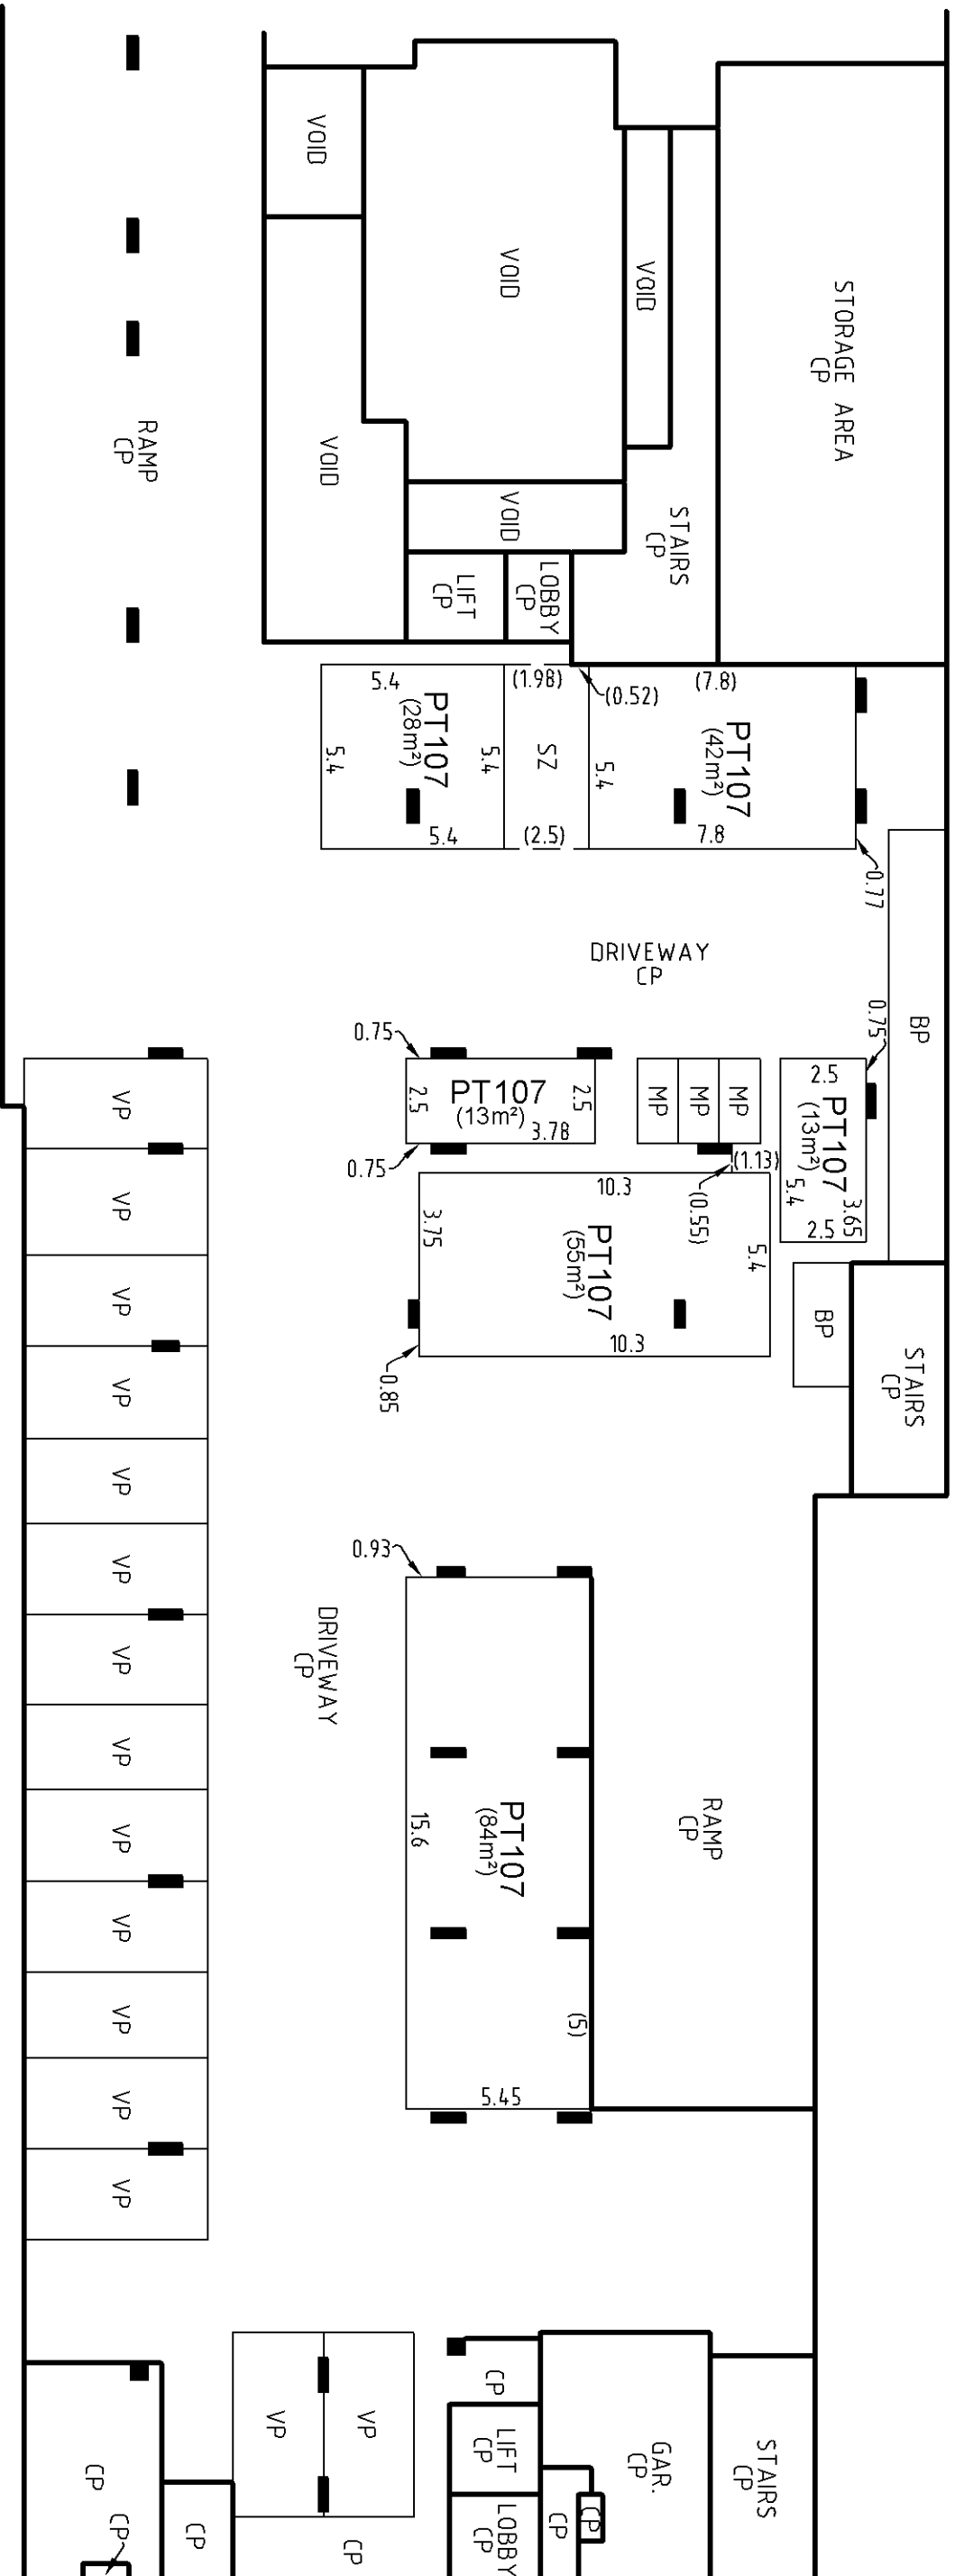 VOID
VOID
VOID
VOID
VOID
STORAGE AREA
CP
RAMP
CP
STAIRS
CP
LOBBY
CP
LIFT
CP
5.4
(1.98)
(0.52)
(7.8)
PT107
(28m²)
5.4
5.4
5.4
SZ
(2.5)
5.4
PT107
(42m²)
7.8
0.77
DRIVEWAY
CP
BP
0.75
0.75
2.5
PT107
(13m²)
2.5
3.78
0.75
MP
MP
MP
2.5
PT107
(13m²)
5.4
3.65
2.5
(1.13)
(0.55)
10.3
3.75
PT107
(55m²)
5.4
10.3
0.85
BP
STAIRS
CP
VP
VP
VP
VP
VP
VP
VP
VP
VP
VP
VP
VP
VP
0.93
DRIVEWAY
CP
15.6
PT107
(84m²)
(5)
5.45
RAMP
CP
VP
VP
CP
LIFT
CP
LOBBY
CP
GAR.
CP
STAIRS
CP
CP
CP
CP
CP
CP
CP